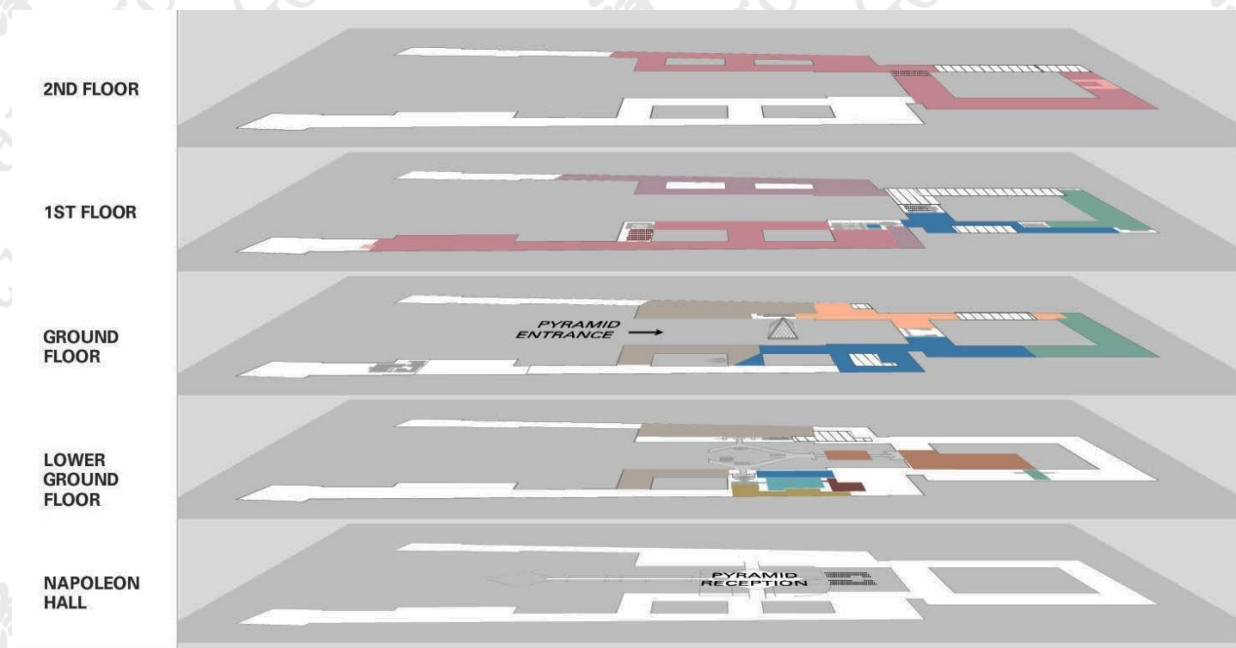 2ND FLOOR
1ST FLOOR
GROUND
FLOOR
PYRAMID
ENTRANCE
LOWER
GROUND
FLOOR
NAPOLEON
HALL
PYRAMID
RECEPTION